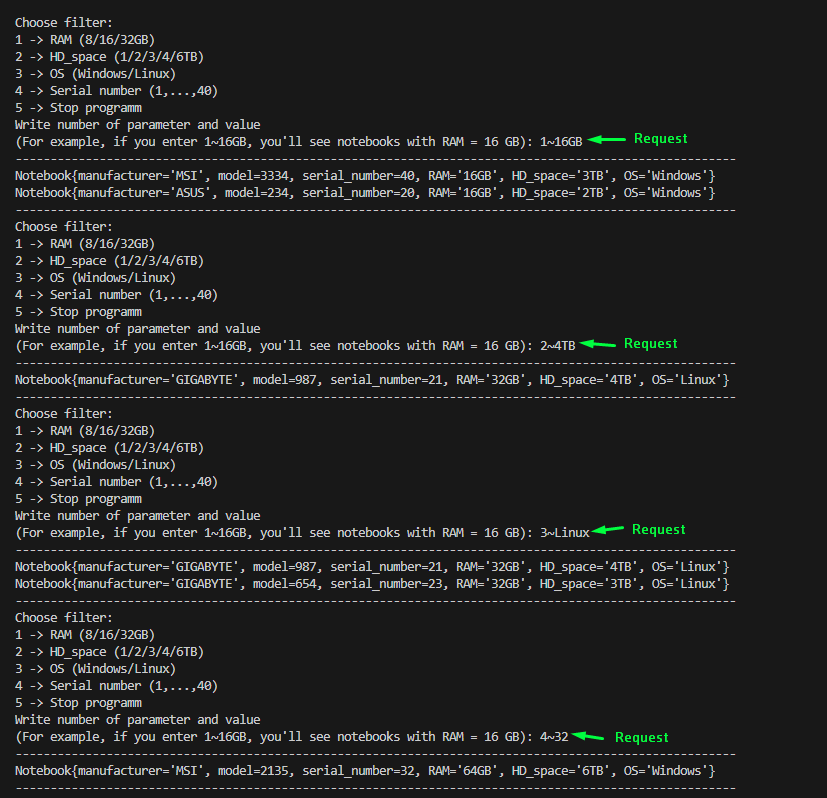 Choose filter:
1 -> RAM (8/16/32GB)
2 -> HD_space (1/2/3/4/6TB)
3 -> OS (Windows/Linux)
4 -> Serial number (1,...,40)
5 -> Stop programm
Write number of parameter and value
(For example, if you enter 1~16GB, you'll see notebooks with RAM = 16 GB): 1~16GB Request
-------------------------------------------------------------------------------------------------------
Notebook{manufacturer='MSI', model=3334, serial_number=40, RAM='16GB', HD_space='3TB', OS='Windows'}
Notebook{manufacturer='ASUS', model=234, serial_number=20, RAM='16GB', HD_space='2TB', OS='Windows'}
-------------------------------------------------------------------------------------------------------
Choose filter:
1 -> RAM (8/16/32GB)
2 -> HD_space (1/2/3/4/6TB)
3 -> OS (Windows/Linux)
4 -> Serial number (1,...,40)
5 -> Stop programm
Write number of parameter and value
(For example, if you enter 1~16GB, you'll see notebooks with RAM = 16 GB): 2~4TB Request
-------------------------------------------------------------------------------------------------------
Notebook{manufacturer='GIGABYTE', model=987, serial_number=21, RAM='32GB', HD_space='4TB', OS='Linux'}
-------------------------------------------------------------------------------------------------------
Choose filter:
1 -> RAM (8/16/32GB)
2 -> HD_space (1/2/3/4/6TB)
3 -> OS (Windows/Linux)
4 -> Serial number (1,...,40)
5 -> Stop programm
Write number of parameter and value
(For example, if you enter 1~16GB, you'll see notebooks with RAM = 16 GB): 3~Linux Request
-------------------------------------------------------------------------------------------------------
Notebook{manufacturer='GIGABYTE', model=987, serial_number=21, RAM='32GB', HD_space='4TB', OS='Linux'}
Notebook{manufacturer='GIGABYTE', model=654, serial_number=23, RAM='32GB', HD_space='3TB', OS='Linux'}
-------------------------------------------------------------------------------------------------------
Choose filter:
1 -> RAM (8/16/32GB)
2 -> HD_space (1/2/3/4/6TB)
3 -> OS (Windows/Linux)
4 -> Serial number (1,...,40)
5 -> Stop programm
Write number of parameter and value
(For example, if you enter 1~16GB, you'll see notebooks with RAM = 16 GB): 4~32 Request
-------------------------------------------------------------------------------------------------------
Notebook{manufacturer='MSI', model=2135, serial_number=32, RAM='64GB', HD_space='6TB', OS='Windows'}
-------------------------------------------------------------------------------------------------------